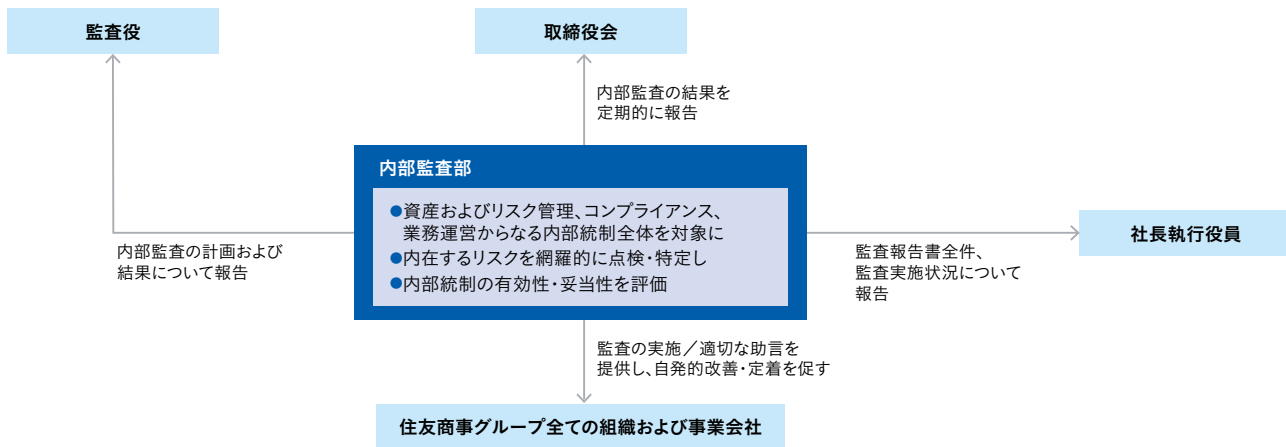 監査役
取締役会
内部監査の結果を
定期的に報告
内部監査部
●資産およびリスク管理、コンプライアンス、
業務運営からなる内部統制全体を対象に
●内在するリスクを網羅的に点検・特定し
●内部統制の有効性・妥当性を評価
内部監査の計画および
結果について報告
監査報告書全件、
監査実施状況について
報告
社長執行役員
監査の実施／適切な助言を
提供し、自発的改善・定着を促す
住友商事グループ全ての組織および事業会社